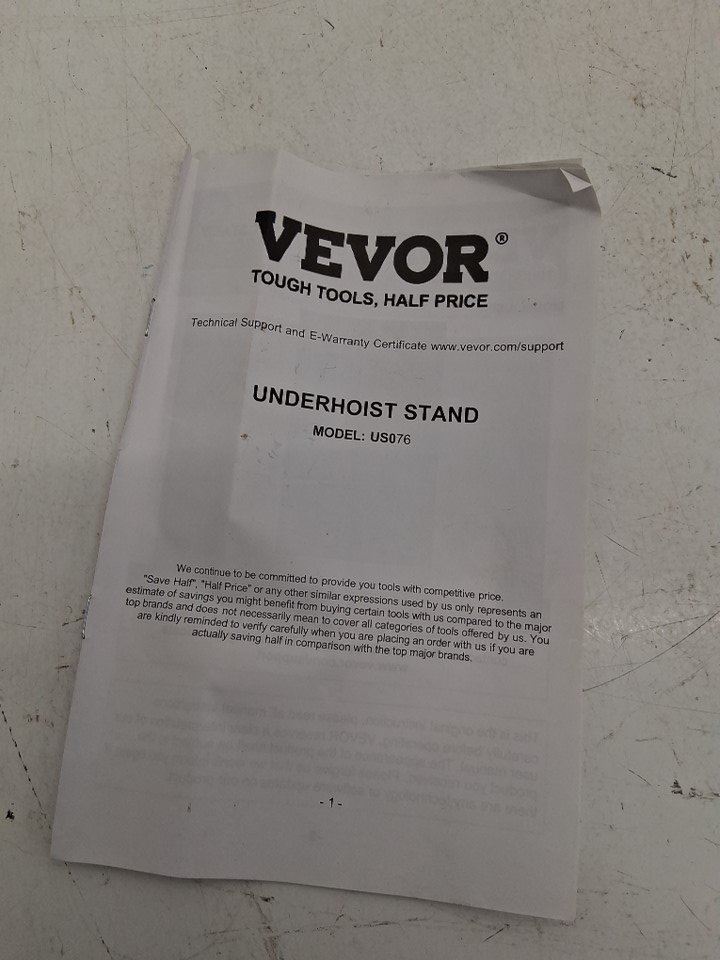 VEVOR®
TOUGH TOOLS, HALF PRICE
Technical Support and E-Warranty Certificate www.vevor.com/support
UNDERHOIST STAND
MODEL: US076
We continue to be committed to provide you tools with competitive price.
"Save Half", "Half Price" or any other similar expressions used by us only represents an
estimate of savings you might benefit from buying certain tools with us compared to the major
top brands and does not necessarily mean to cover all categories of tools offered by us. You
are kindly reminded to verify carefully when you are placing an order with us if you are
actually saving half in comparison with the top major brands.
- 1 -